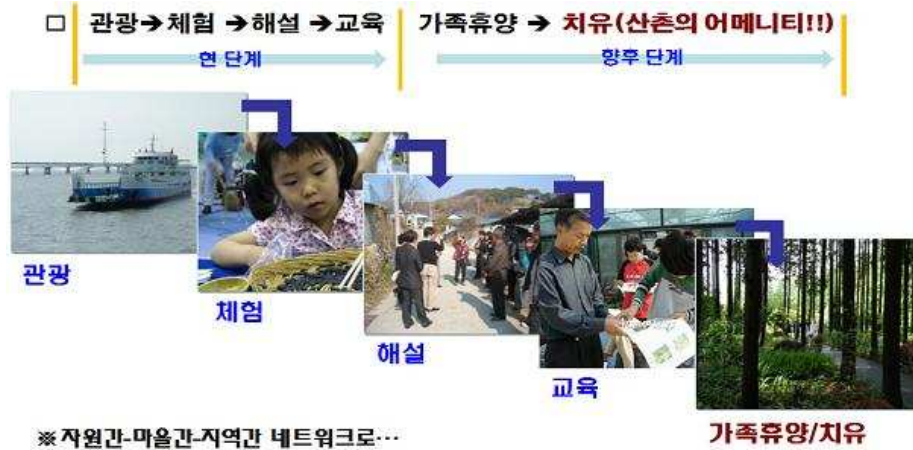 □ 관광→체험→해설→교육 가족휴양 → 치유(산촌의 어메니티!!)
현 단계 향후 단계
관광
체험
해설
교육
가족휴양/치유
※자원간-마을간-지역간 네트워크로…